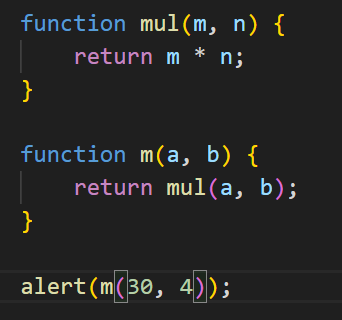 function mul(m, n) {
    return m * n;
}
function m(a, b) {
    return mul(a, b);
}
alert(m(30, 4));